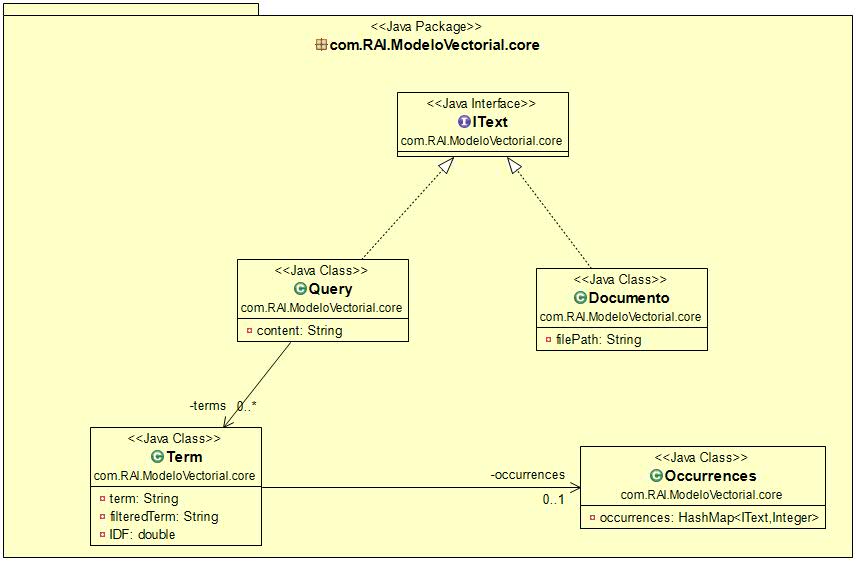 <<Java Package>>
com.RAI.ModeloVectorial.core
<<Java Interface>>
IText
com.RAI.ModeloVectorial.core
<<Java Class>>
Query
com.RAI.ModeloVectorial.core
content: String
<<Java Class>>
Documento
com.RAI.ModeloVectorial.core
filePath: String
-terms 0..*
<<Java Class>>
Term
com.RAI.ModeloVectorial.core
term: String
filteredTerm: String
IDF: double
-occurrences
0..1
<<Java Class>>
Occurrences
com.RAI.ModeloVectorial.core
occurrences: HashMap<IText,Integer>